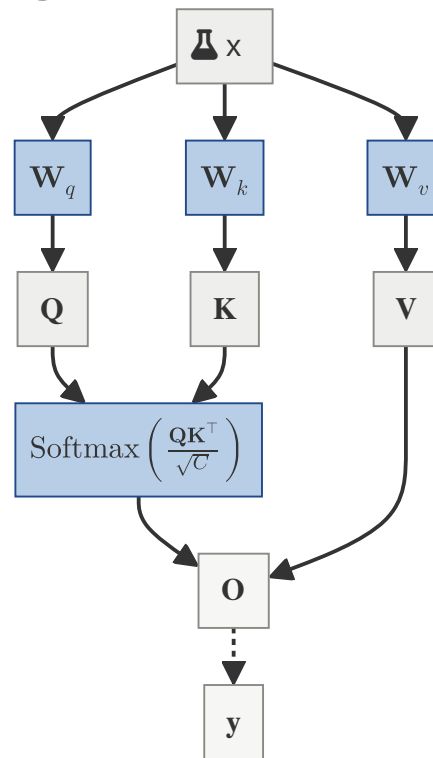 x
W_q W_k W_v
Q K V
Softmax(QK^⊤/√C)
O
y